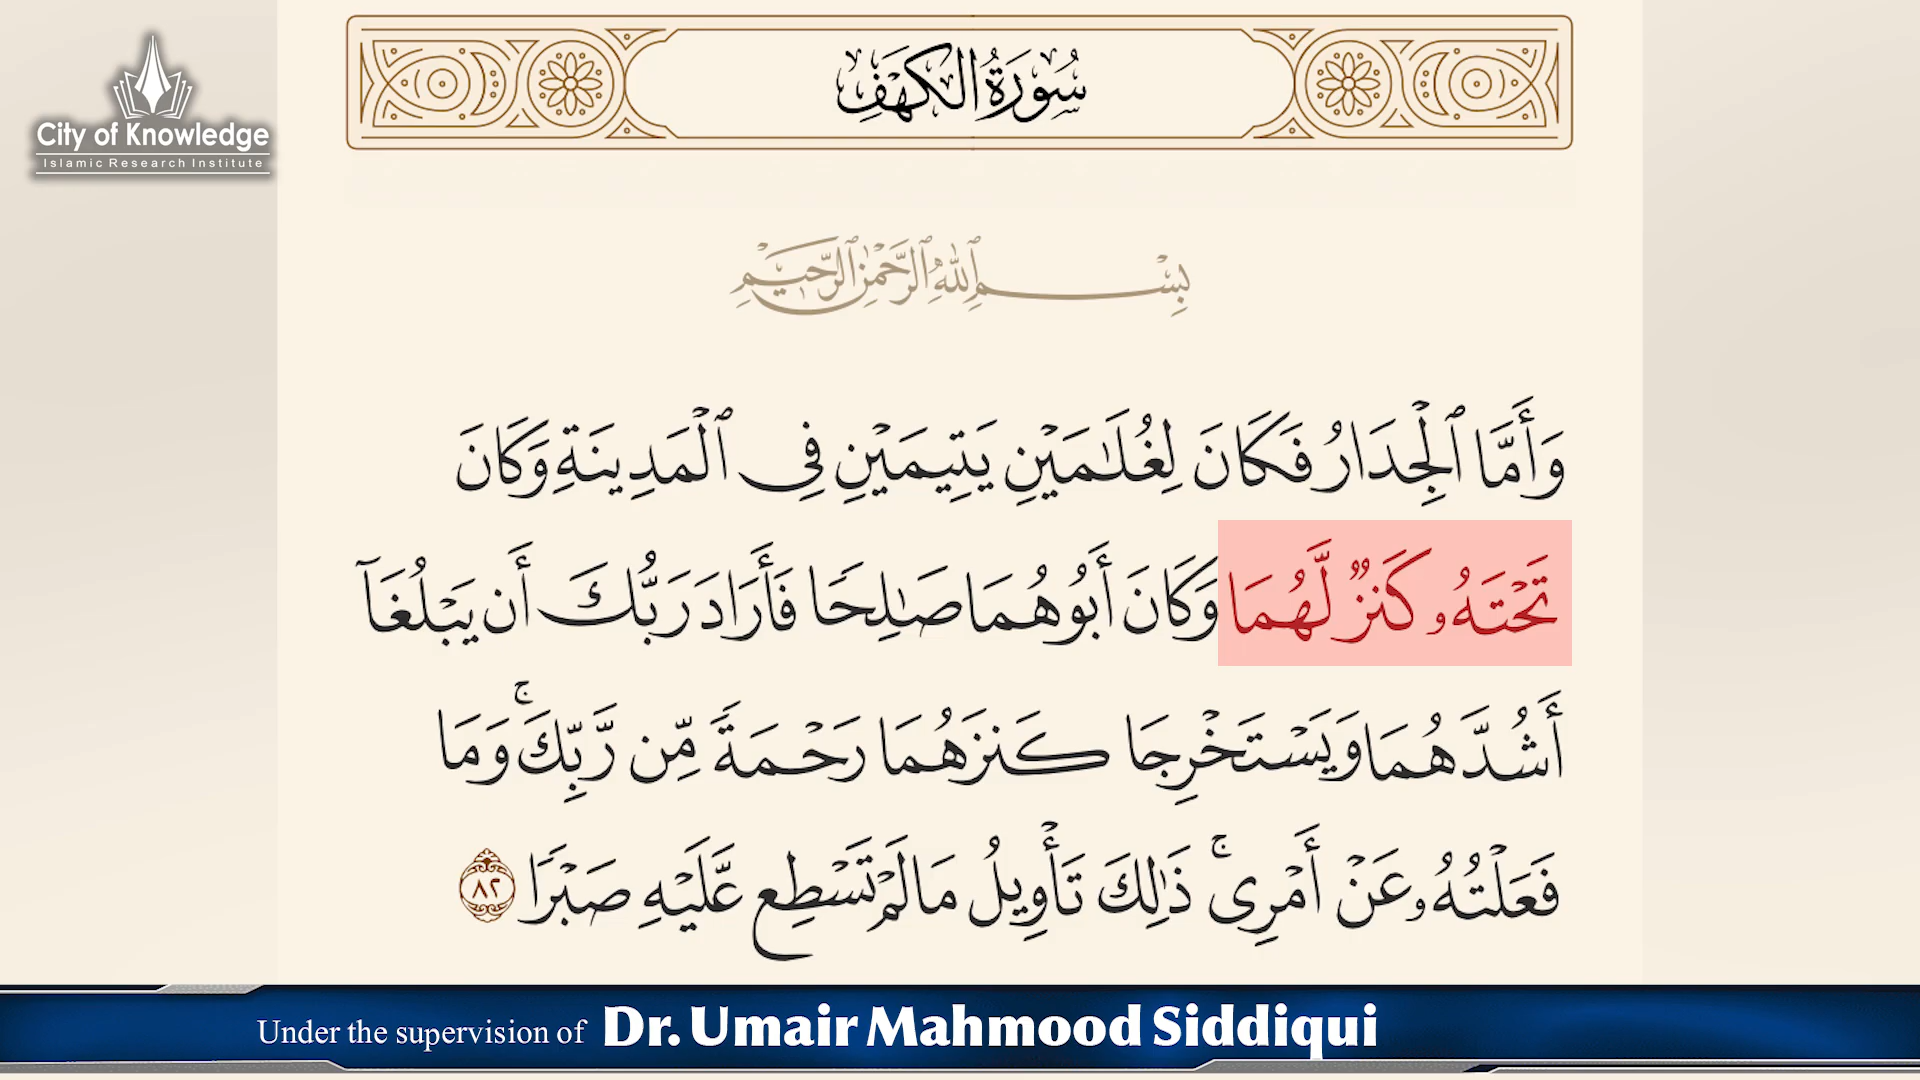 City of Knowledge
Islamic Research Institute
سُورَةُ الكَهْفِ
بِسْمِ ٱللَّهِ ٱلرَّحْمَٰنِ ٱلرَّحِيمِ
وَأَمَّا ٱلْجِدَارُ فَكَانَ لِغُلَٰمَيْنِ يَتِيمَيْنِ فِى ٱلْمَدِينَةِ وَكَانَ
تَحْتَهُۥ كَنزٌ لَّهُمَا وَكَانَ أَبُوهُمَا صَٰلِحًا فَأَرَادَ رَبُّكَ أَن يَبْلُغَآ
أَشُدَّهُمَا وَيَسْتَخْرِجَا كَنزَهُمَا رَحْمَةً مِّن رَّبِّكَ ۚ وَمَا
فَعَلْتُهُۥ عَنْ أَمْرِى ۚ ذَٰلِكَ تَأْوِيلُ مَا لَمْ تَسْطِع عَّلَيْهِ صَبْرًا ٨٢
Under the supervision of Dr. Umair Mahmood Siddiqui